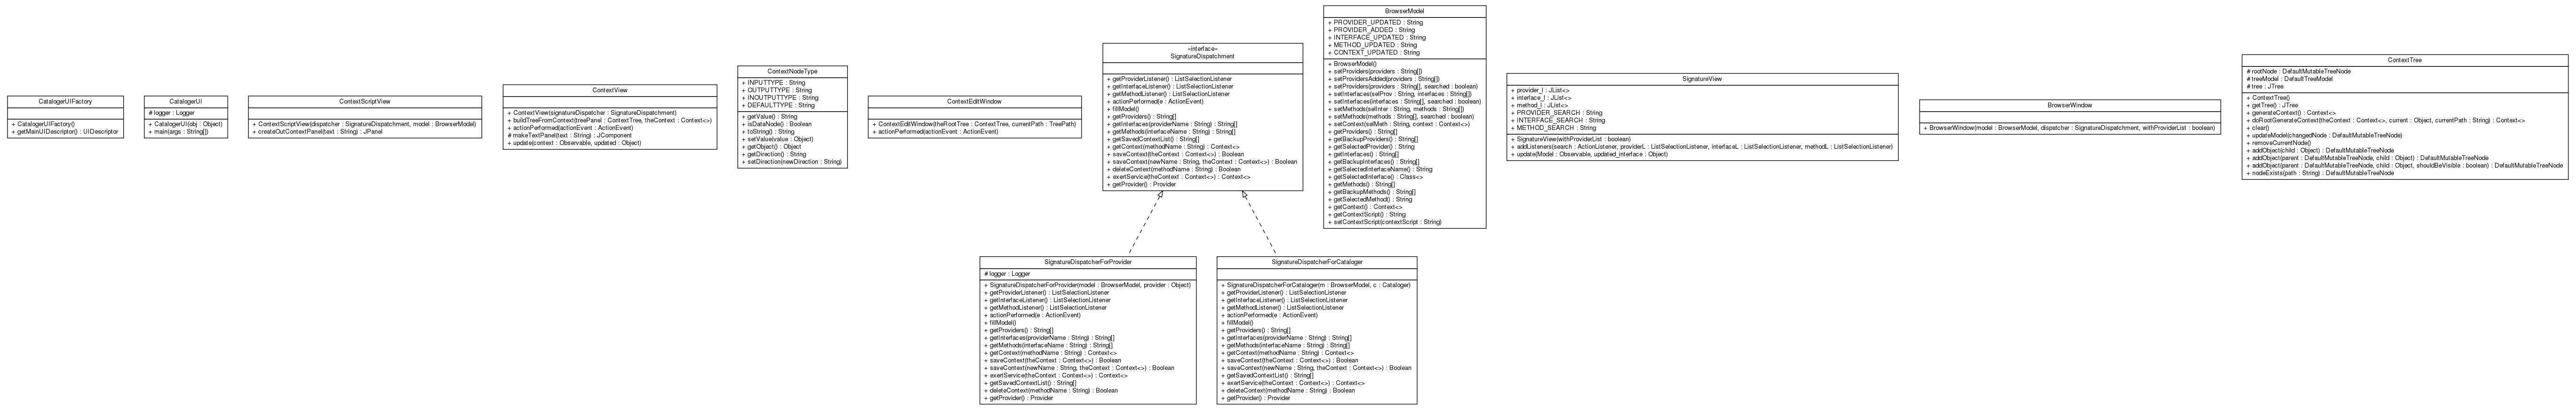 CatalogerUIFactory
+ CatalogerUIFactory()
+ getMainUIDescriptor() : UIDescriptor
CatalogerUI
# logger : Logger
+ CatalogerUI(obj : Object)
+ main(args : String[])
ContextScriptView
+ ContextScriptView(dispatcher : SignatureDispatchment, model : BrowserModel)
+ createOutContextPanel(text : String) : JPanel
ContextView
+ ContextView(signatureDispatcher : SignatureDispatchment)
+ buildTreeFromContext(treePanel : ContextTree, theContext : Context<>)
+ actionPerformed(actionEvent : ActionEvent)
# makeTextPanel(text : String) : JComponent
+ update(context : Observable, updated : Object)
ContextNodeType
+ INPUTTYPE : String
+ OUTPUTTYPE : String
+ INOUTPUTTYPE : String
+ DEFAULTTYPE : String
+ getValue() : String
+ isDataNode() : Boolean
+ toString() : String
+ setValue(value : Object)
+ getObject() : Object
+ getDirection() : String
+ setDirection(newDirection : String)
ContextEditWindow
+ ContextEditWindow(theRootTree : ContextTree, currentPath : TreePath)
+ actionPerformed(actionEvent : ActionEvent)
«interface»
SignatureDispatchment
+ getProviderListener() : ListSelectionListener
+ getInterfaceListener() : ListSelectionListener
+ getMethodListener() : ListSelectionListener
+ actionPerformed(e : ActionEvent)
+ fillModel()
+ getProviders() : String[]
+ getInterfaces(providerName : String) : String[]
+ getMethods(interfaceName : String) : String[]
+ getSavedContextList() : String[]
+ getContext(methodName : String) : Context<>
+ saveContext(theContext : Context<>) : Boolean
+ saveContext(newName : String, theContext : Context<>) : Boolean
+ deleteContext(methodName : String) : Boolean
+ exertService(theContext : Context<>) : Context<>
+ getProvider() : Provider
BrowserModel
+ PROVIDER_UPDATED : String
+ PROVIDER_ADDED : String
+ INTERFACE_UPDATED : String
+ METHOD_UPDATED : String
+ CONTEXT_UPDATED : String
+ BrowserModel()
+ setProviders(providers : String[])
+ setProvidersAdded(providers : String[])
+ setProviders(providers : String[], searched : boolean)
+ setInterfaces(selProv : String, interfaces : String[])
+ setInterfaces(interfaces : String[], searched : boolean)
+ setMethods(selInter : String, methods : String[])
+ setMethods(methods : String[], searched : boolean)
+ setContext(selMeth : String, context : Context<>)
+ getProviders() : String[]
+ getBackupProviders() : String[]
+ getSelectedProvider() : String
+ getInterfaces() : String[]
+ getBackupInterfaces() : String[]
+ getSelectedInterfaceName() : String
+ getSelectedInterface() : Class<>
+ getMethods() : String[]
+ getBackupMethods() : String[]
+ getSelectedMethod() : String
+ getContext() : Context<>
+ getContextScript() : String
+ setContextScript(contextScript : String)
SignatureView
+ provider_l : JList<>
+ interface_l : JList<>
+ method_l : JList<>
+ PROVIDER_SEARCH : String
+ INTERFACE_SEARCH : String
+ METHOD_SEARCH : String
+ SignatureView(withProviderList : boolean)
+ addListeners(search : ActionListener, providerL : ListSelectionListener, interfaceL : ListSelectionListener, methodL : ListSelectionListener)
+ update(Model : Observable, updated_interface : Object)
BrowserWindow
+ BrowserWindow(model : BrowserModel, dispatcher : SignatureDispatchment, withProviderList : boolean)
ContextTree
# rootNode : DefaultMutableTreeNode
# treeModel : DefaultTreeModel
# tree : JTree
+ ContextTree()
+ getTree() : JTree
+ generateContext() : Context<>
+ doRootGenerateContext(theContext : Context<>, current : Object, currentPath : String) : Context<>
+ clear()
+ updateModel(changedNode : DefaultMutableTreeNode)
+ removeCurrentNode()
+ addObject(child : Object) : DefaultMutableTreeNode
+ addObject(parent : DefaultMutableTreeNode, child : Object) : DefaultMutableTreeNode
+ addObject(parent : DefaultMutableTreeNode, child : Object, shouldBeVisible : boolean) : DefaultMutableTreeNode
+ nodeExists(path : String) : DefaultMutableTreeNode
SignatureDispatcherForProvider
# logger : Logger
+ SignatureDispatcherForProvider(model : BrowserModel, provider : Object)
+ getProviderListener() : ListSelectionListener
+ getInterfaceListener() : ListSelectionListener
+ getMethodListener() : ListSelectionListener
+ actionPerformed(e : ActionEvent)
+ fillModel()
+ getProviders() : String[]
+ getInterfaces(providerName : String) : String[]
+ getMethods(interfaceName : String) : String[]
+ getContext(methodName : String) : Context<>
+ saveContext(theContext : Context<>) : Boolean
+ saveContext(newName : String, theContext : Context<>) : Boolean
+ exertService(theContext : Context<>) : Context<>
+ getSavedContextList() : String[]
+ deleteContext(methodName : String) : Boolean
+ getProvider() : Provider
SignatureDispatcherForCataloger
+ SignatureDispatcherForCataloger(m : BrowserModel, c : Cataloger)
+ getProviderListener() : ListSelectionListener
+ getInterfaceListener() : ListSelectionListener
+ getMethodListener() : ListSelectionListener
+ actionPerformed(e : ActionEvent)
+ fillModel()
+ getProviders() : String[]
+ getInterfaces(providerName : String) : String[]
+ getMethods(interfaceName : String) : String[]
+ getContext(methodName : String) : Context<>
+ saveContext(theContext : Context<>) : Boolean
+ saveContext(newName : String, theContext : Context<>) : Boolean
+ getSavedContextList() : String[]
+ exertService(theContext : Context<>) : Context<>
+ deleteContext(methodName : String) : Boolean
+ getProvider() : Provider